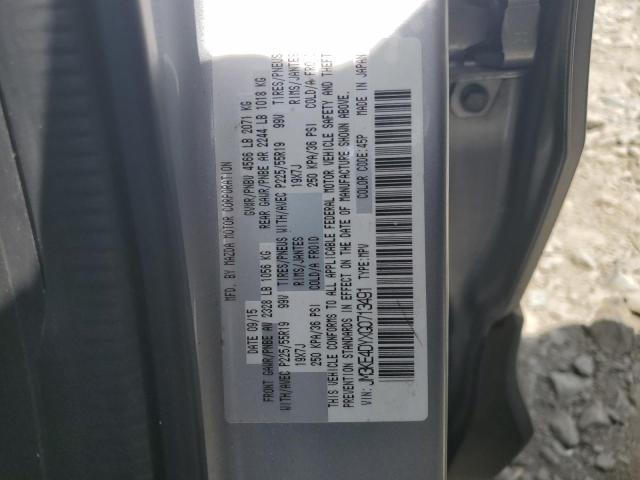 MFD. BY MAZDA MOTOR CORPORATION
DATE 09/15 GVWR/PNBV 4566 LB 2071 KG
FRONT GAWR/PNBE AV 2328 LB 1056 KG REAR GAWR/PNBE AR 2244 LB 1018 KG
WITH/AVEC P225/55R19 99V TIRES/PNEUS WITH/AVEC P225/55R19 99V TIRES/PNEUS
19X7J RIMS/JANTES 19X7J RIMS/JANTES
250 KPA/36 PSI COLD/A FROID 250 KPA/36 PSI COLD/A FROID
THIS VEHICLE CONFORMS TO ALL APPLICABLE FEDERAL MOTOR VEHICLE SAFETY AND THEFT
PREVENTION STANDARDS IN EFFECT ON THE DATE OF MANUFACTURE SHOWN ABOVE.
VIN: JM3KE4DYXG0713491 TYPE:MPV COLOR CODE:45P MADE IN JAPAN